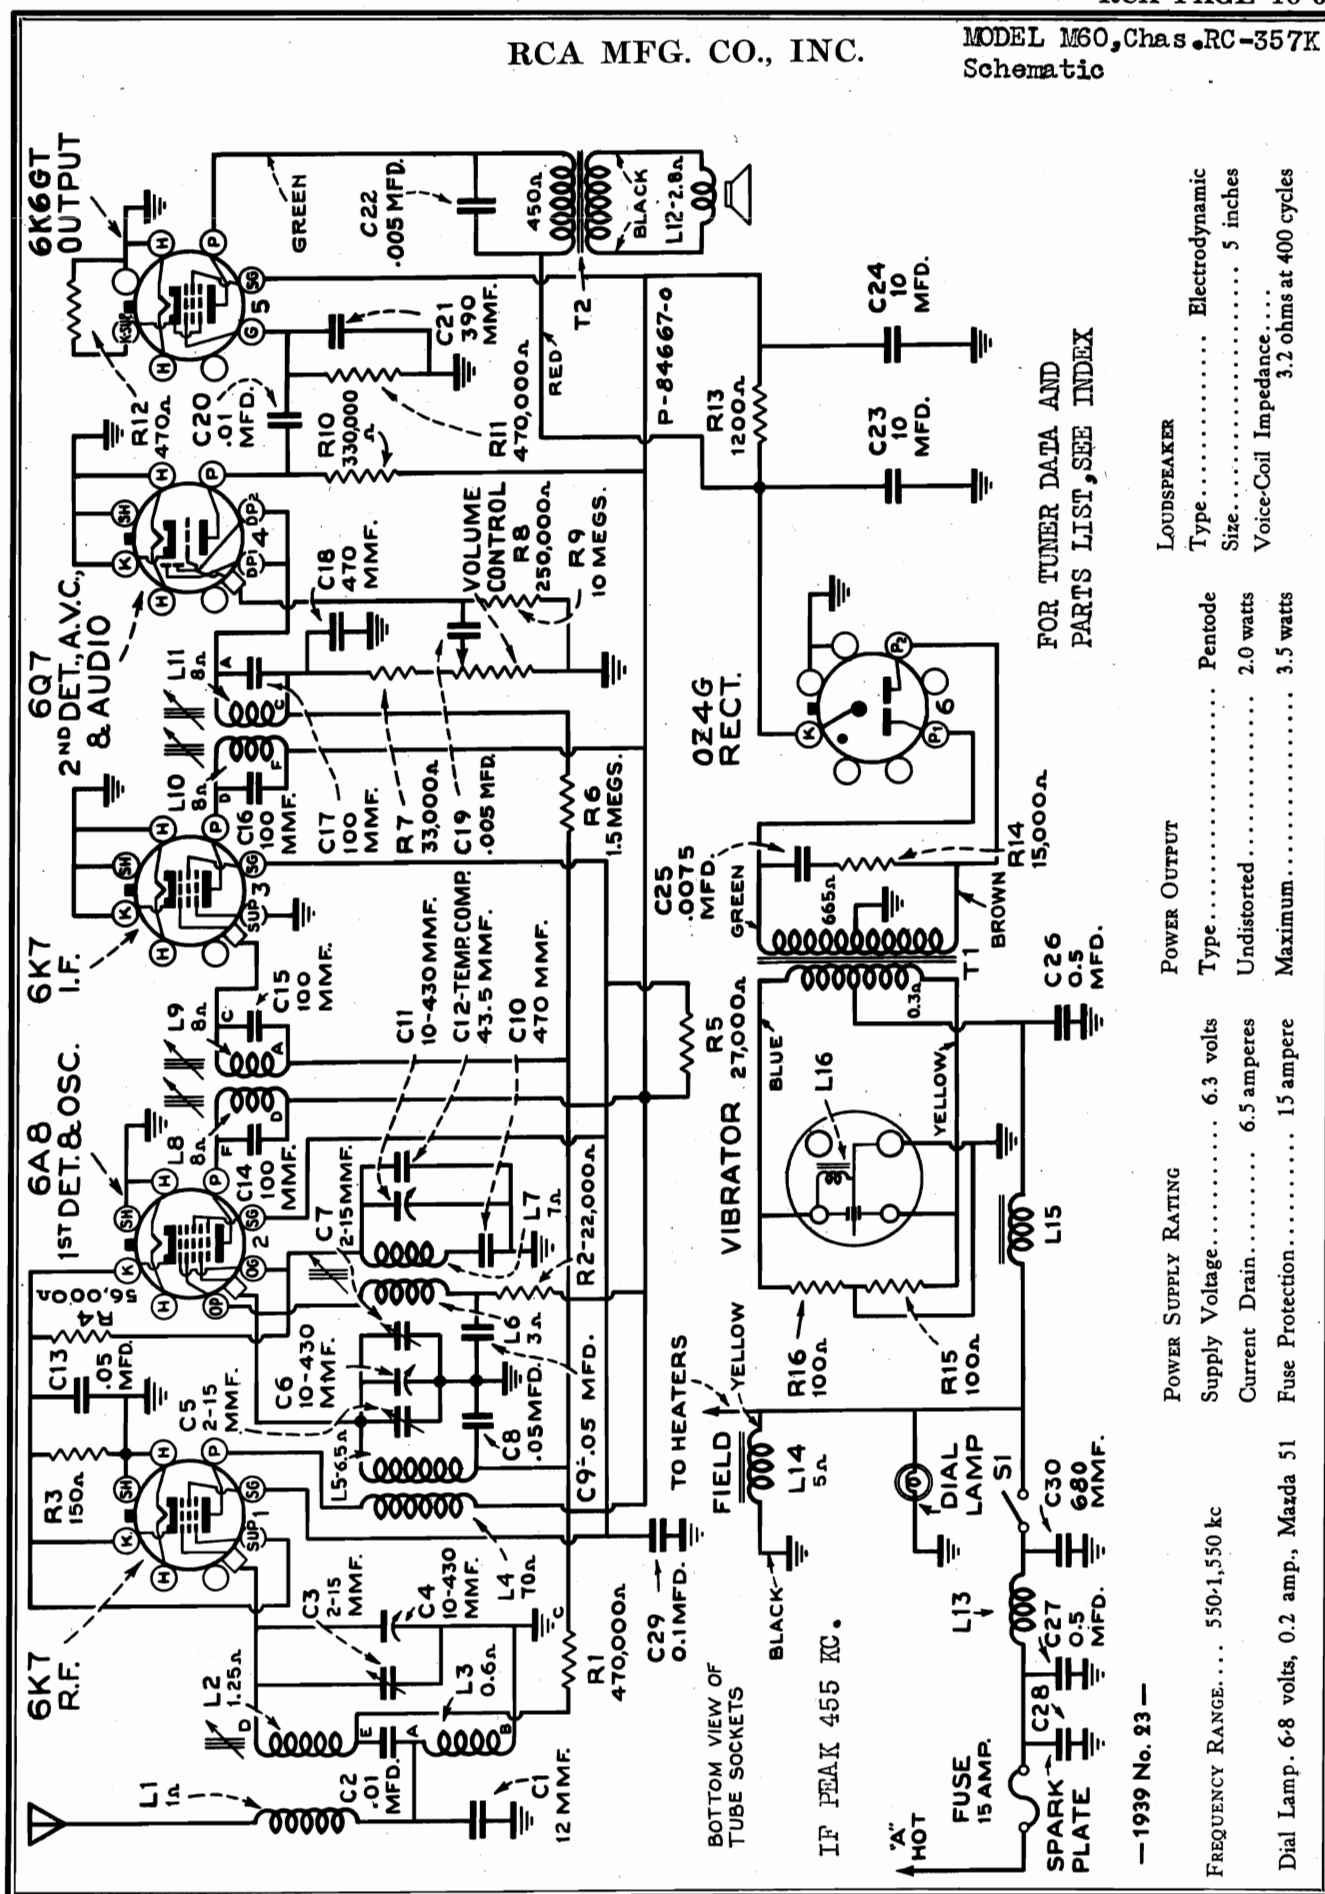 RCA MFG. CO., INC.
MODEL M60,Chas.RC-357K
Schematic
6K7
R.F.
6A8
1ST DET. & OSC.
6K7
I.F.
6Q7
2ND DET., A.V.C.,
& AUDIO
6K6GT
OUTPUT
L1
1Ω
L2
1.25Ω
D
E
A
B
C
C2
.01
MFD.
C1
12 MMF.
L3
0.6Ω
C3
2-15
MMF.
C4
10-430
MMF.
L4
70Ω
R1
470,000Ω
C29
0.1 MFD.
R3
150Ω
C13
.05
MFD.
R4
56,000Ω
C5
2-15
MMF.
L5-6.5Ω
C6
10-430
MMF.
C7
2-15MMF.
C8
.05MFD.
C9-.05 MFD.
L6
3Ω
L7
7Ω
R2-22,000Ω
C10
470 MMF.
C11
10-430MMF.
C12-TEMP.COMP.
43.5 MMF.
L8
8Ω
F
D
C14
100
MMF.
L9
8Ω
C
A
C15
100
MMF.
L10
8Ω
D
F
C16
100
MMF.
L11
8Ω
A
C
C17
100
MMF.
R7
33,000Ω
C19
.005 MFD.
R6
1.5MEGS.
C18
470
MMF.
VOLUME
CONTROL
R8
250,000Ω
R9
10 MEGS.
R12
470Ω
C20
.01
MFD.
R10
330,000
Ω
R11
470,000Ω
C21
390
MMF.
GREEN
C22
.005 MFD.
450Ω
T2
RED
BLACK
L12-2.8Ω
P-84667-0
R13
1200Ω
C23
10
MFD.
C24
10
MFD.
OZ4G
RECT.
K
P1
P2
6
R5
27,000Ω
C25
.0075
MFD.
R14
15,000Ω
GREEN
BROWN
665Ω
0.3Ω
T1
BLUE
YELLOW
VIBRATOR
L16
R16
100Ω
R15
100Ω
L15
C26
0.5
MFD.
TO HEATERS
YELLOW
FIELD
L14
5Ω
BLACK
DIAL
LAMP
S1
C30
680
MMF.
L13
C27
0.5
MFD.
C28
SPARK
PLATE
FUSE
15 AMP.
"A"
HOT
BOTTOM VIEW OF
TUBE SOCKETS
IF PEAK 455 KC.
FOR TUNER DATA AND
PARTS LIST,SEE INDEX
—1939 No. 23—
FREQUENCY RANGE.... 550-1,550 kc
Dial Lamp. 6-8 volts, 0.2 amp., Mazda 51
POWER SUPPLY RATING
Supply Voltage.......... 6.3 volts
Current Drain....... 6.5 amperes
Fuse Protection........ 15 ampere
POWER OUTPUT
Type................ Pentode
Undistorted.......... 2.0 watts
Maximum........... 3.5 watts
LOUDSPEAKER
Type.............. Electrodynamic
Size................. 5 inches
Voice-Coil Impedance....
3.2 ohms at 400 cycles